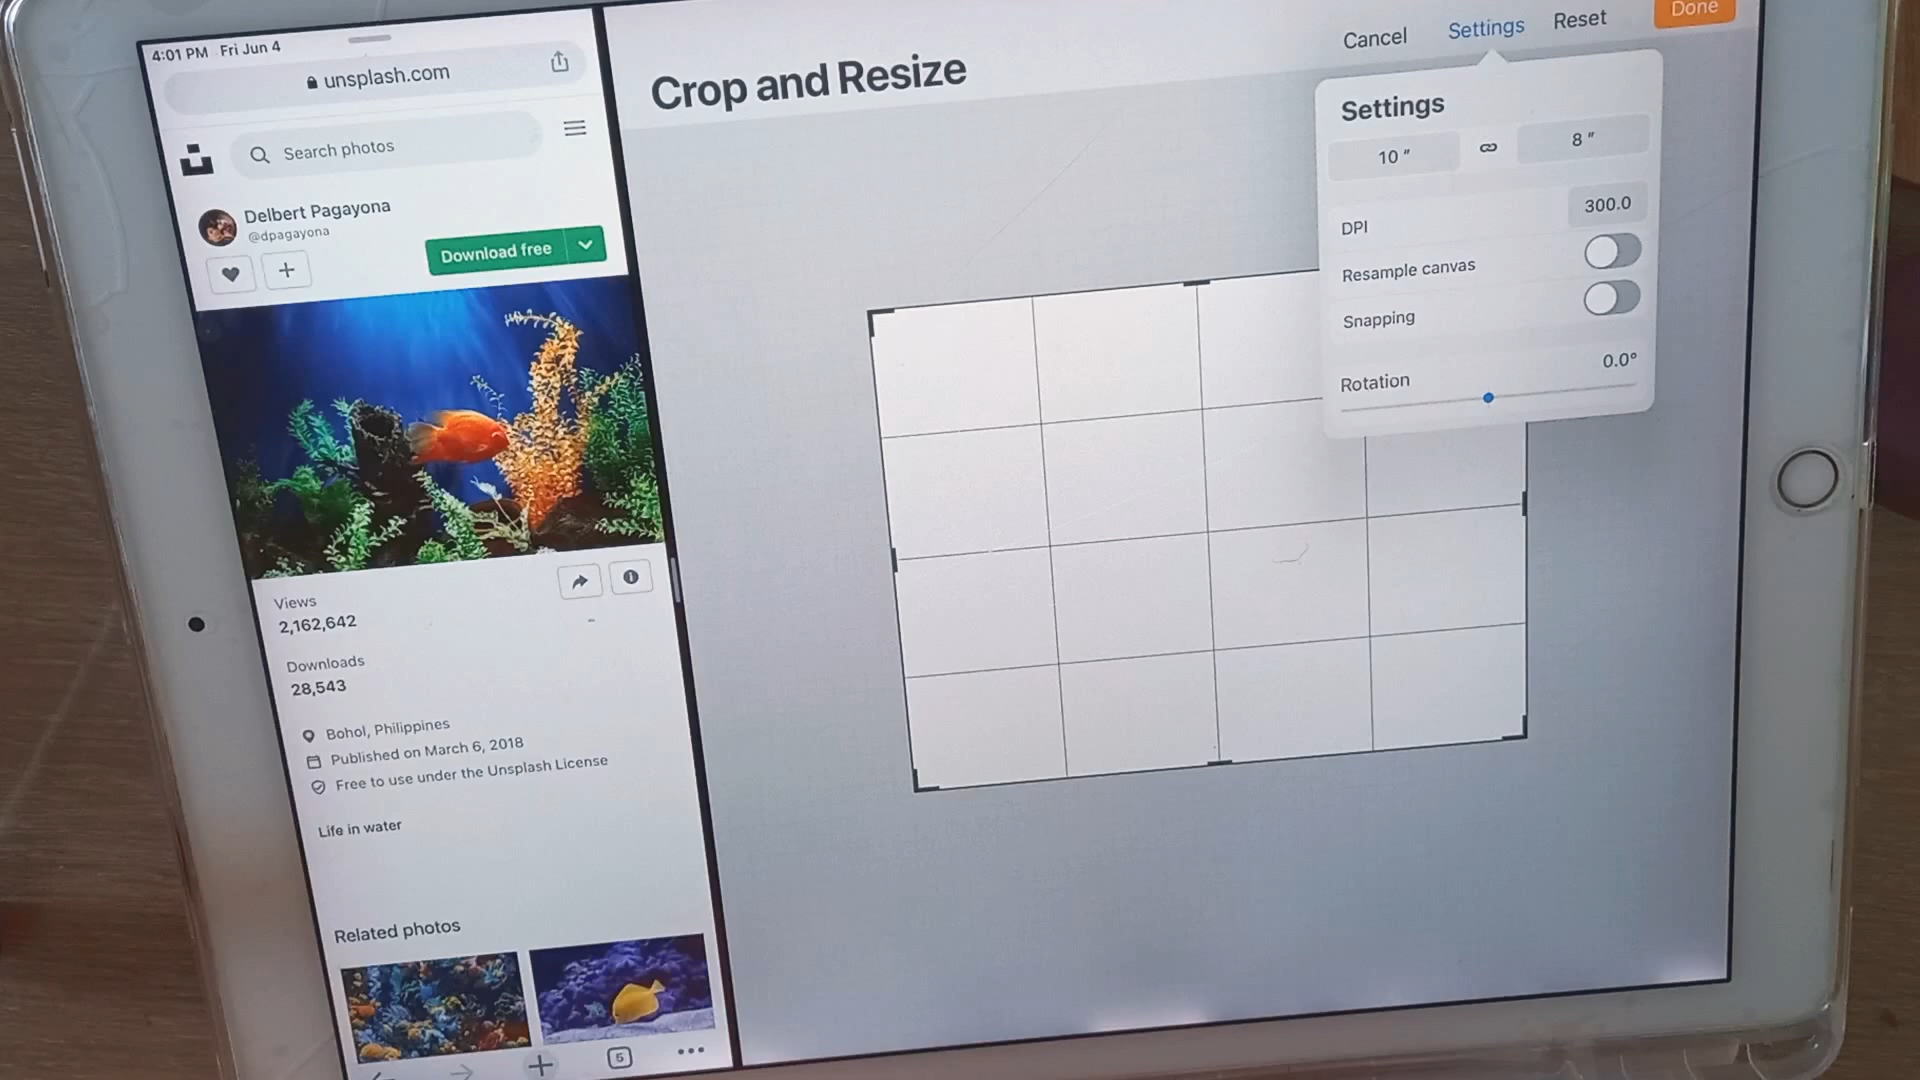 4:01 PM Fri Jun 4
unsplash.com
Search photos
Delbert Pagayona
@dpagayona
Download free
Views
2,162,642
Downloads
28,543
Bohol, Philippines
Published on March 6, 2018
Free to use under the Unsplash License
Life in water
Related photos
5
Crop and Resize
Cancel
Settings
Reset
Done
Settings
10 "
8 "
DPI
300.0
Resample canvas
Snapping
Rotation
0.0°